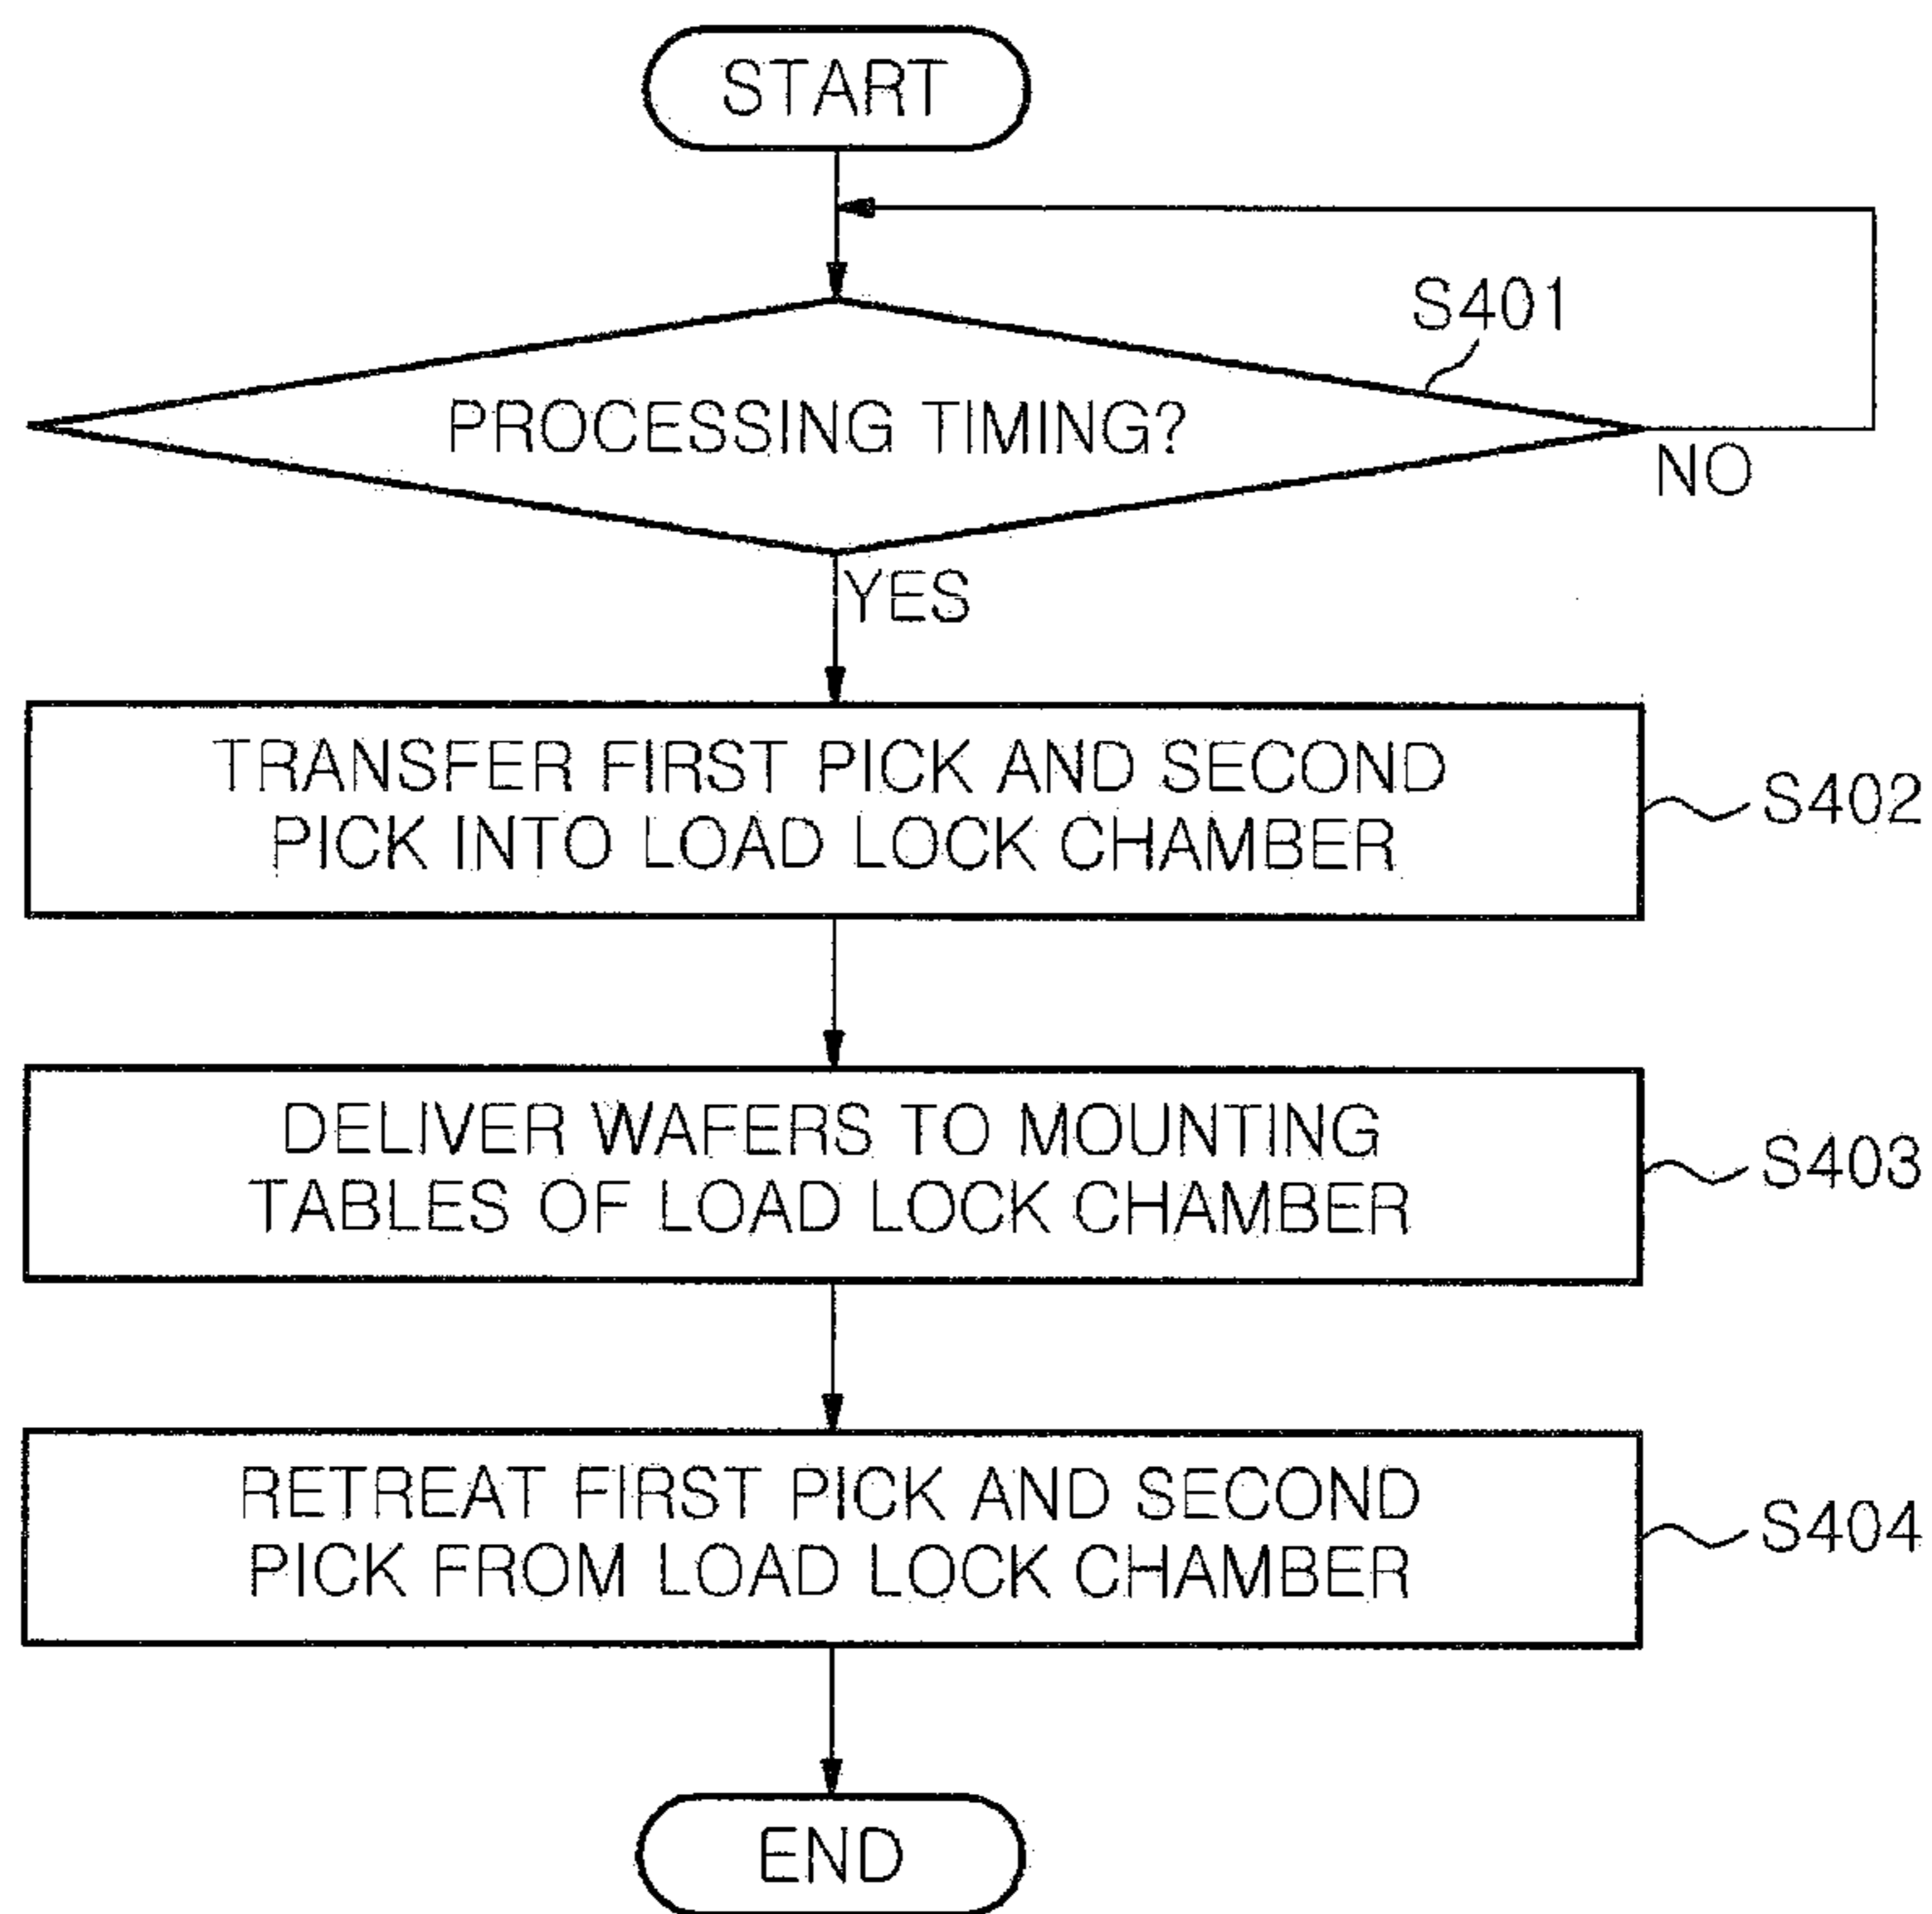 START
S401
PROCESSING TIMING?
NO
YES
TRANSFER FIRST PICK AND SECOND
PICK INTO LOAD LOCK CHAMBER
S402
DELIVER WAFERS TO MOUNTING
TABLES OF LOAD LOCK CHAMBER
S403
RETREAT FIRST PICK AND SECOND
PICK FROM LOAD LOCK CHAMBER
S404
END